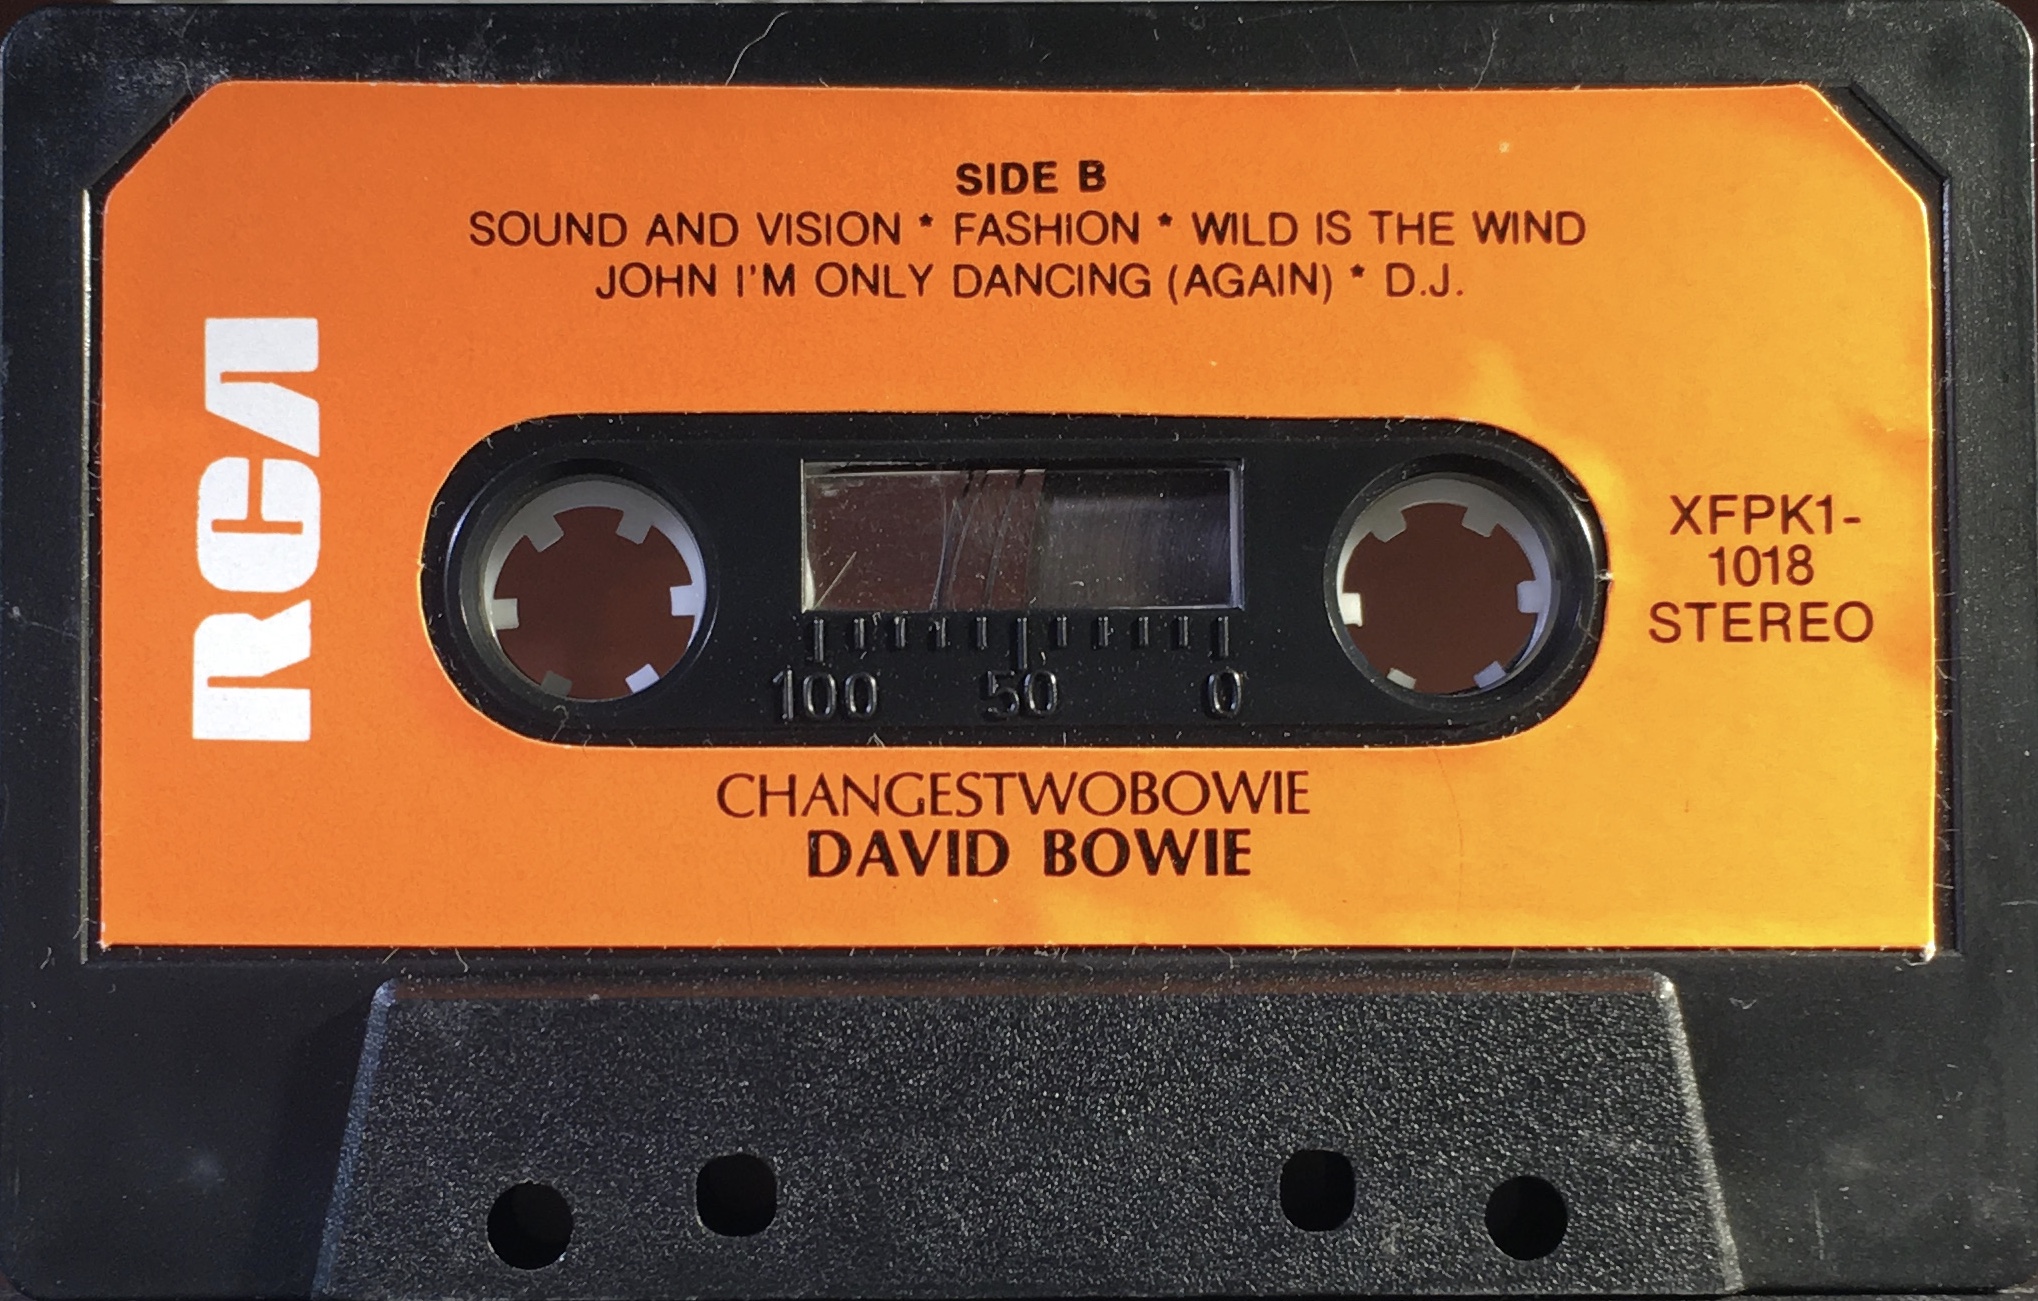 SIDE B
SOUND AND VISION * FASHION * WILD IS THE WIND
JOHN I'M ONLY DANCING (AGAIN) * D.J.
RCA
XFPK1-
1018
STEREO
100 50 0
CHANGESTWOBOWIE
DAVID BOWIE